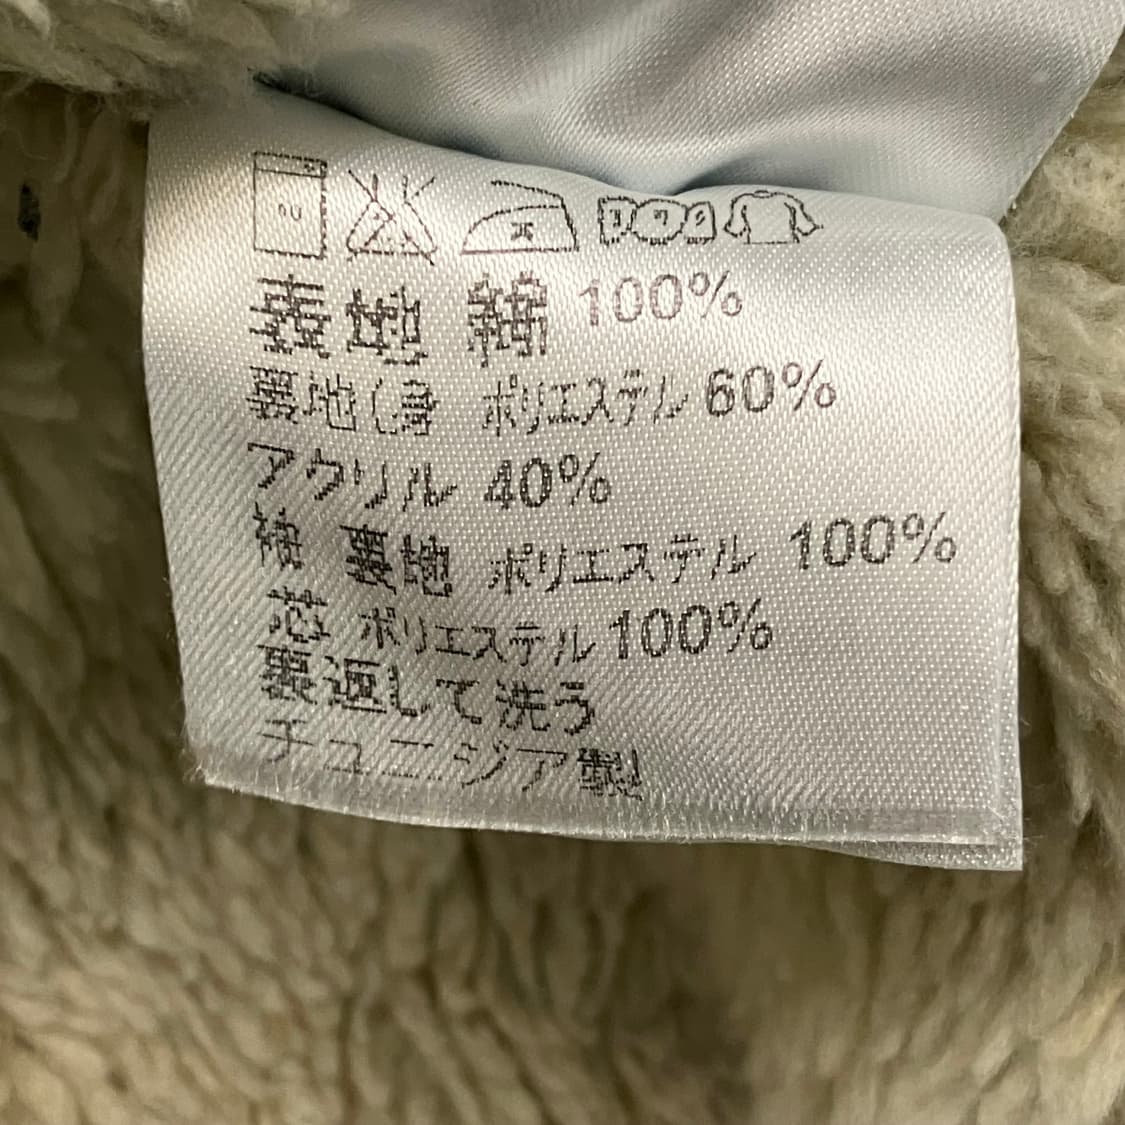 表地 綿 100%
裏地(身 ポリエステル 60%
アクリル 40%
袖 裏地 ポリエステル 100%
芯 ポリエステル 100%
裏返して洗う
チュニジア製